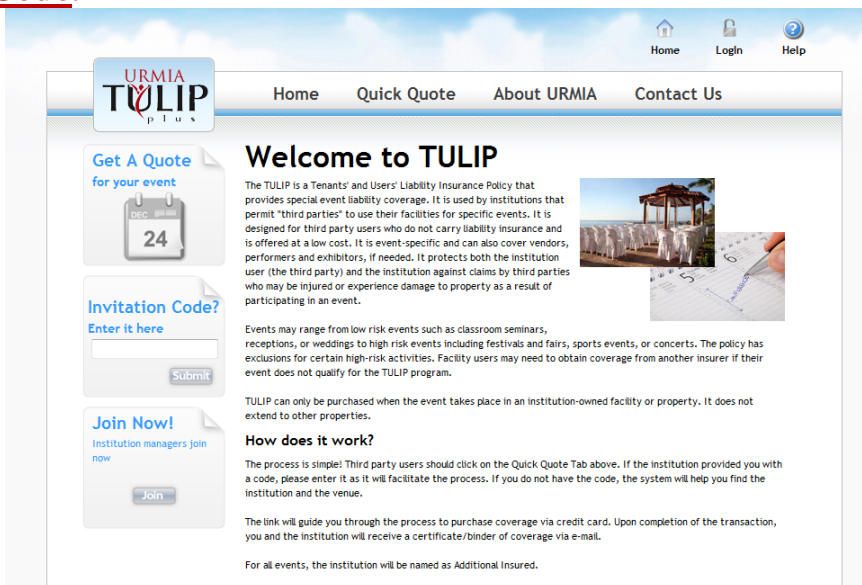 Home LogIn Help
URMIA
TULIP
plus
Home Quick Quote About URMIA Contact Us
Get A Quote
for your event
DEC
24
Invitation Code?
Enter it here
Submit
Join Now!
Institution managers join
now
Join
Welcome to TULIP
The TULIP is a Tenants' and Users' Liability Insurance Policy that
provides special event liability coverage. It is used by institutions that
permit "third parties" to use their facilities for specific events. It is
designed for third party users who do not carry liability insurance and
is offered at a low cost. It is event-specific and can also cover vendors,
performers and exhibitors, if needed. It protects both the institution
user (the third party) and the institution against claims by third parties
who may be injured or experience damage to property as a result of
participating in an event.
5 6
Events may range from low risk events such as classroom seminars,
receptions, or weddings to high risk events including festivals and fairs, sports events, or concerts. The policy has
exclusions for certain high-risk activities. Facility users may need to obtain coverage from another insurer if their
event does not qualify for the TULIP program.
TULIP can only be purchased when the event takes place in an institution-owned facility or property. It does not
extend to other properties.
How does it work?
The process is simple! Third party users should click on the Quick Quote Tab above. If the institution provided you with
a code, please enter it as it will facilitate the process. If you do not have the code, the system will help you find the
institution and the venue.
The link will guide you through the process to purchase coverage via credit card. Upon completion of the transaction,
you and the institution will receive a certificate/binder of coverage via e-mail.
For all events, the institution will be named as Additional Insured.